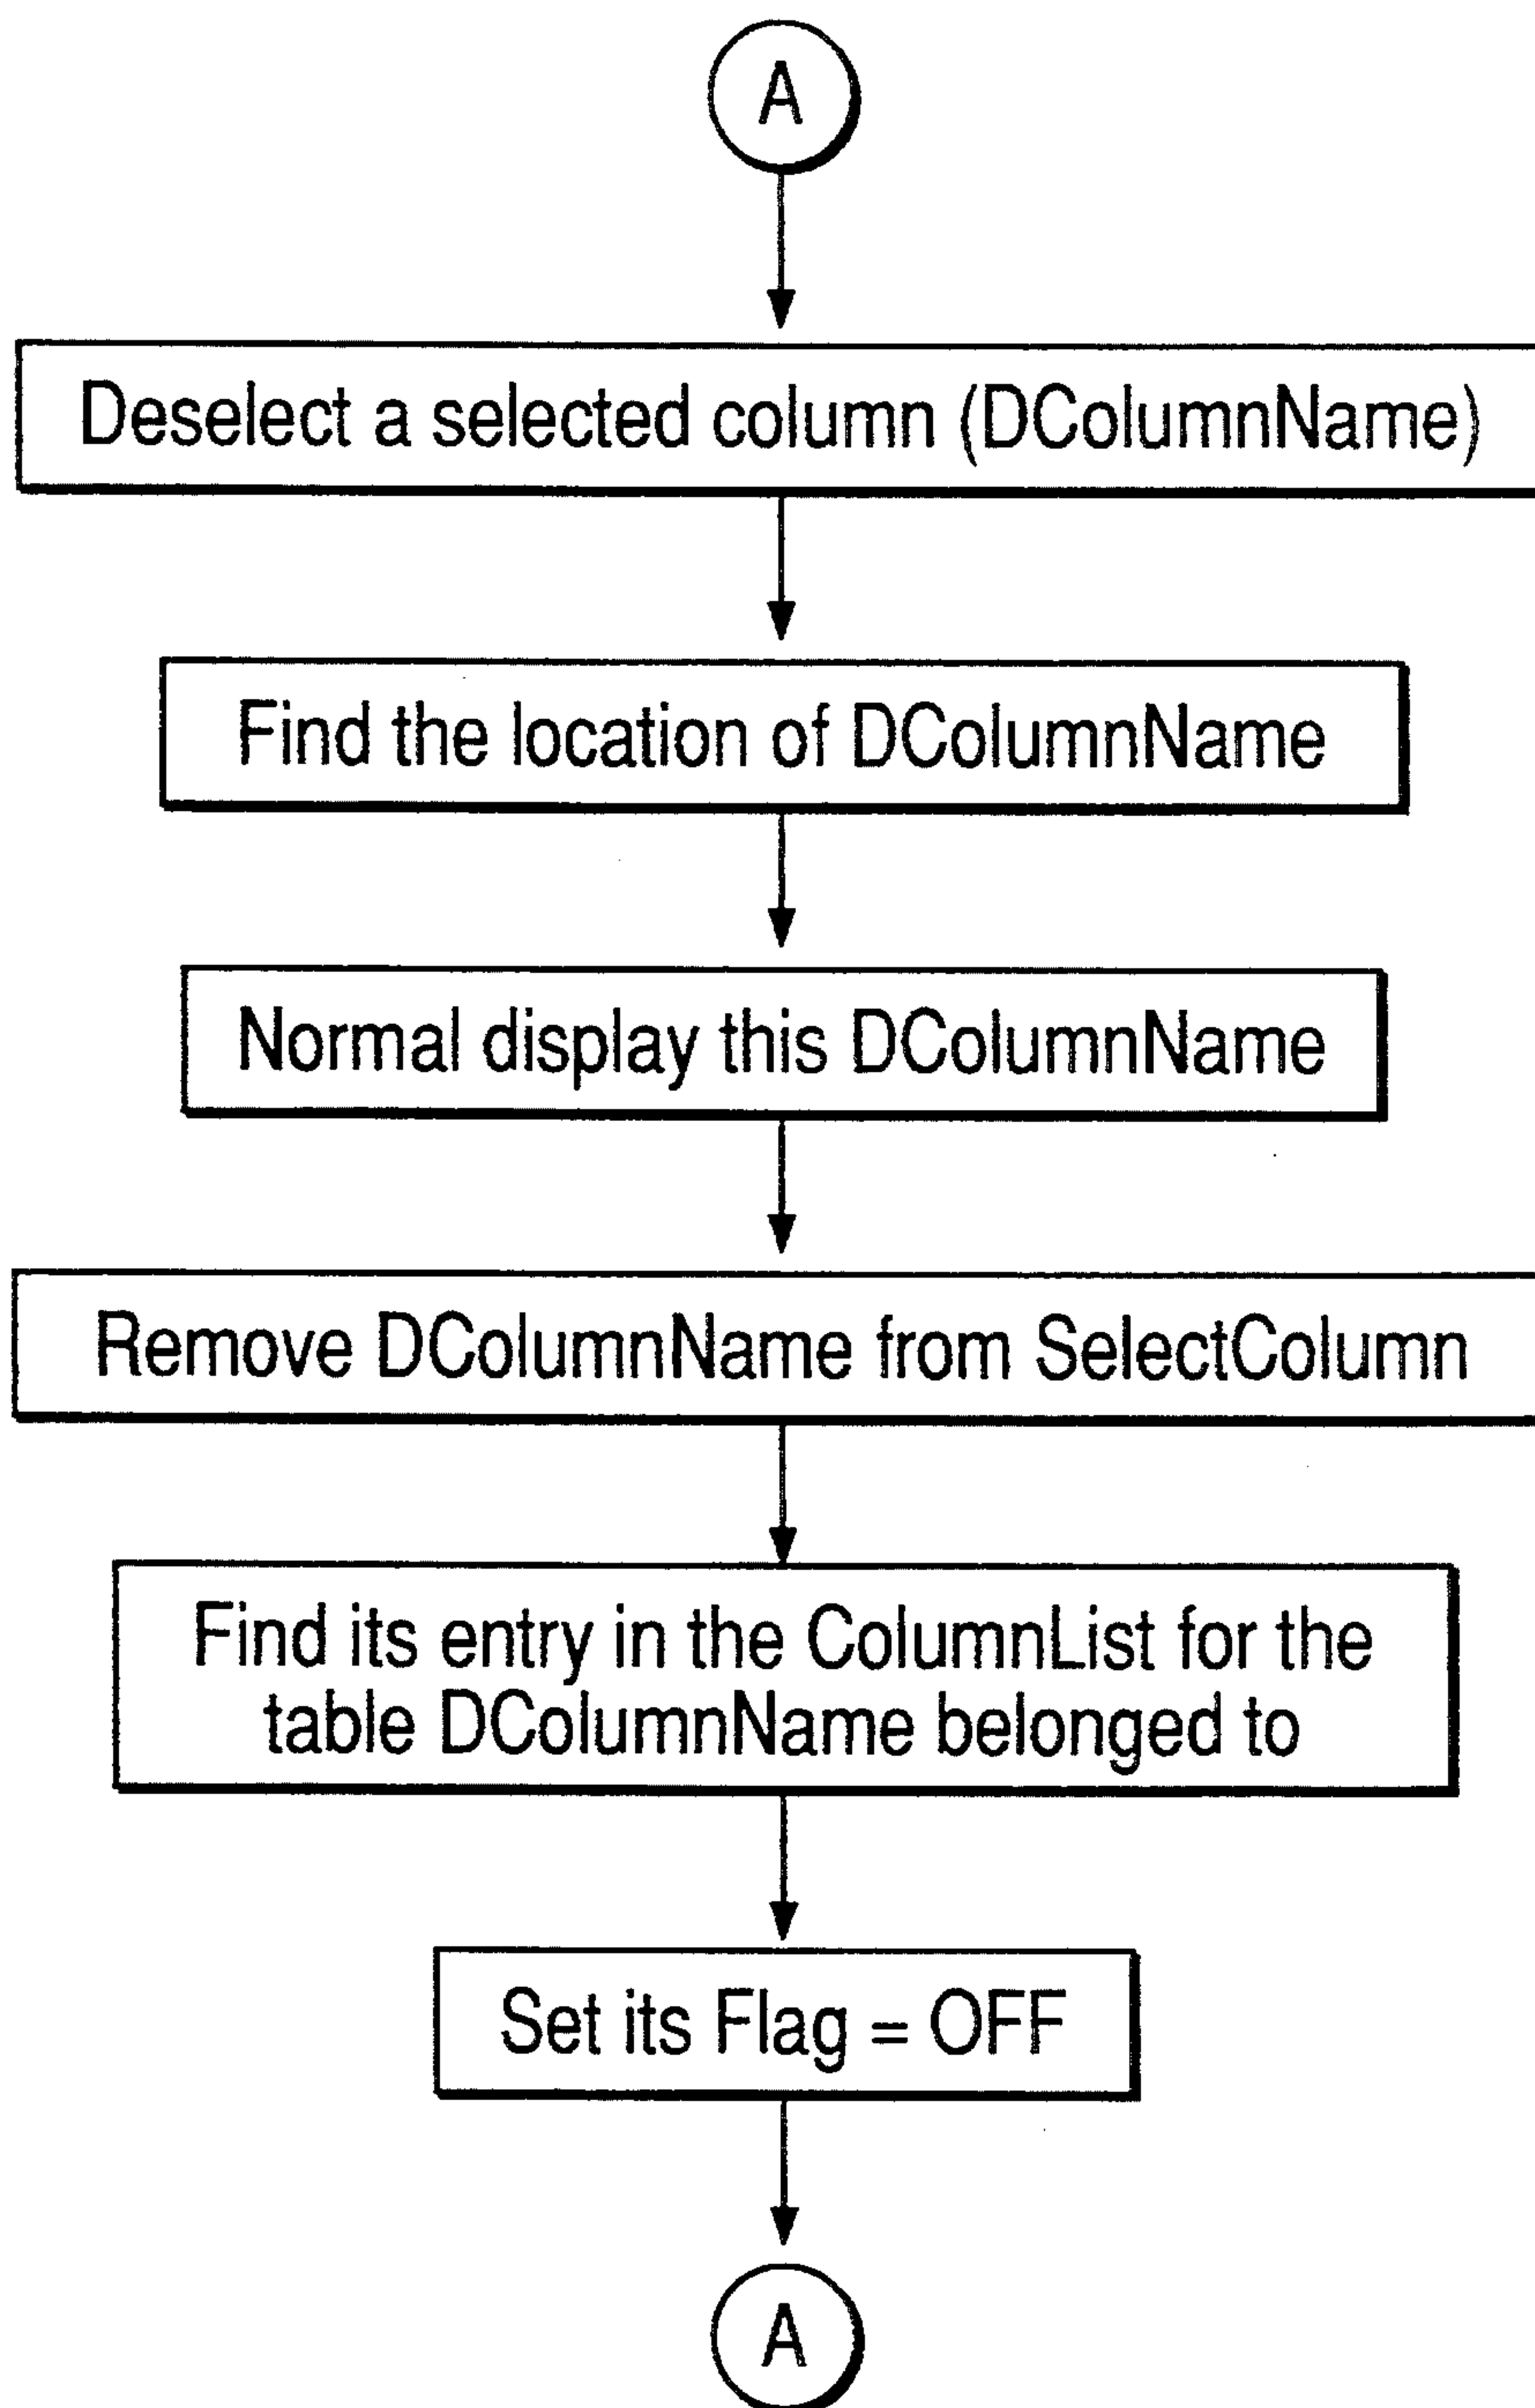 A
Deselect a selected column (DColumnName)
Find the location of DColumnName
Normal display this DColumnName
Remove DColumnName from SelectColumn
Find its entry in the ColumnList for the
table DColumnName belonged to
Set its Flag = OFF
A